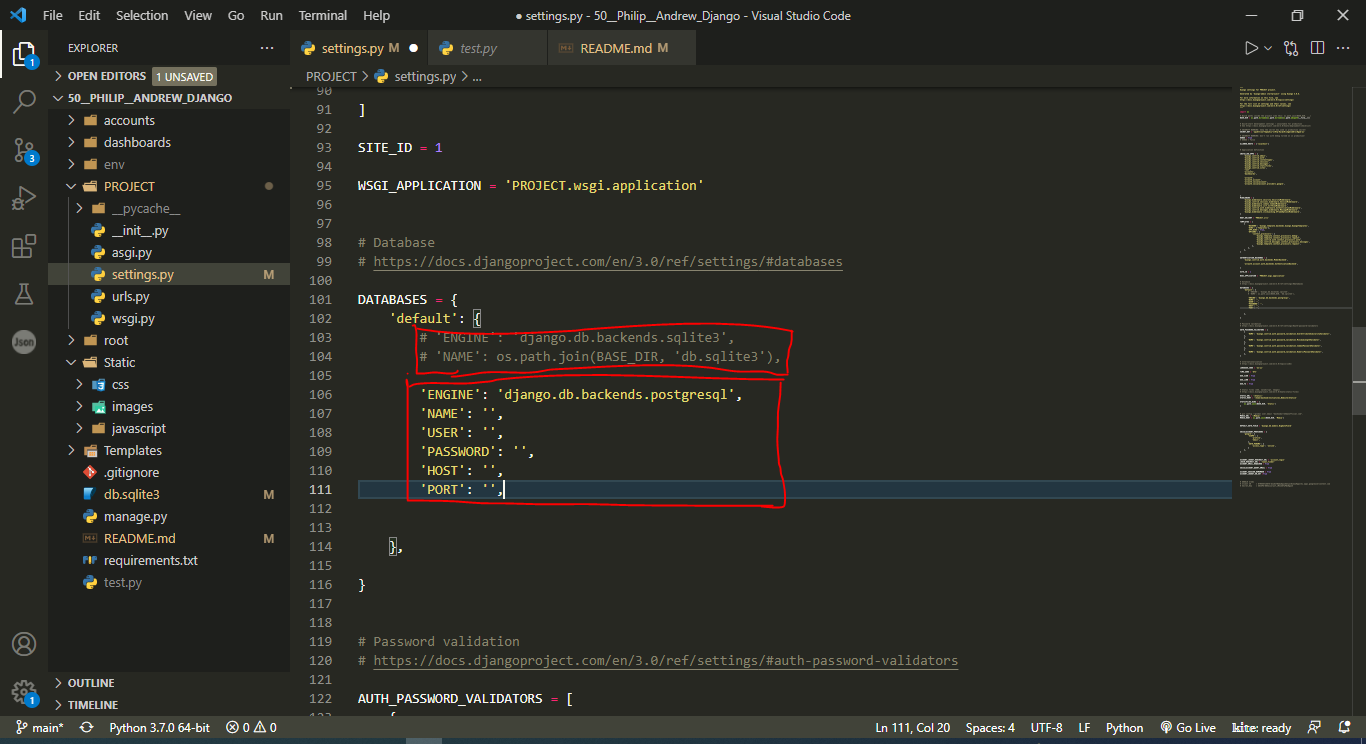 File Edit Selection View Go Run Terminal Help
● settings.py - 50__Philip__Andrew_Django - Visual Studio Code
EXPLORER
OPEN EDITORS 1 UNSAVED
50__PHILIP__ANDREW_DJANGO
accounts
dashboards
env
PROJECT
__pycache__
__init__.py
asgi.py
settings.py M
urls.py
wsgi.py
root
Static
css
images
javascript
Templates
.gitignore
db.sqlite3 M
manage.py
README.md M
requirements.txt
test.py
OUTLINE
TIMELINE
1
3
Json
1
settings.py M
test.py
README.md M
PROJECT > settings.py > ...
90
91 ]
92
93 SITE_ID = 1
94
95 WSGI_APPLICATION = 'PROJECT.wsgi.application'
96
97
98 # Database
99 # https://docs.djangoproject.com/en/3.0/ref/settings/#databases
100
101 DATABASES = {
102 'default': {
103 # 'ENGINE': 'django.db.backends.sqlite3',
104 # 'NAME': os.path.join(BASE_DIR, 'db.sqlite3'),
105
106 'ENGINE': 'django.db.backends.postgresql',
107 'NAME': '',
108 'USER': '',
109 'PASSWORD': '',
110 'HOST': '',
111 'PORT': '',
112
113
114 },
115
116 }
117
118
119 # Password validation
120 # https://docs.djangoproject.com/en/3.0/ref/settings/#auth-password-validators
121
122 AUTH_PASSWORD_VALIDATORS = [
123 {
main* Python 3.7.0 64-bit 0 0 Ln 111, Col 20 Spaces: 4 UTF-8 LF Python Go Live kite: ready